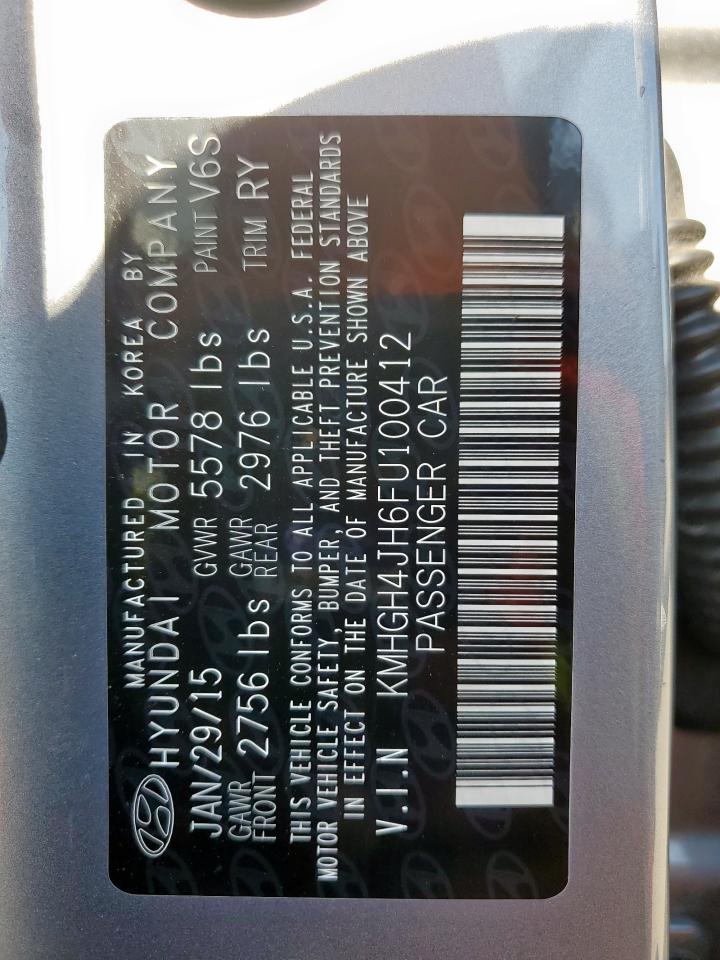 MANUFACTURED IN KOREA BY
HYUNDAI MOTOR COMPANY
JAN/29/15 GVWR 5578 lbs PAINT V6S
GAWR FRONT 2756 lbs GAWR REAR 2976 lbs TRIM RY
THIS VEHICLE CONFORMS TO ALL APPLICABLE U.S.A. FEDERAL
MOTOR VEHICLE SAFETY, BUMPER, AND THEFT PREVENTION STANDARDS
IN EFFECT ON THE DATE OF MANUFACTURE SHOWN ABOVE
V.I.N KMHGH4JH6FU100412
PASSENGER CAR